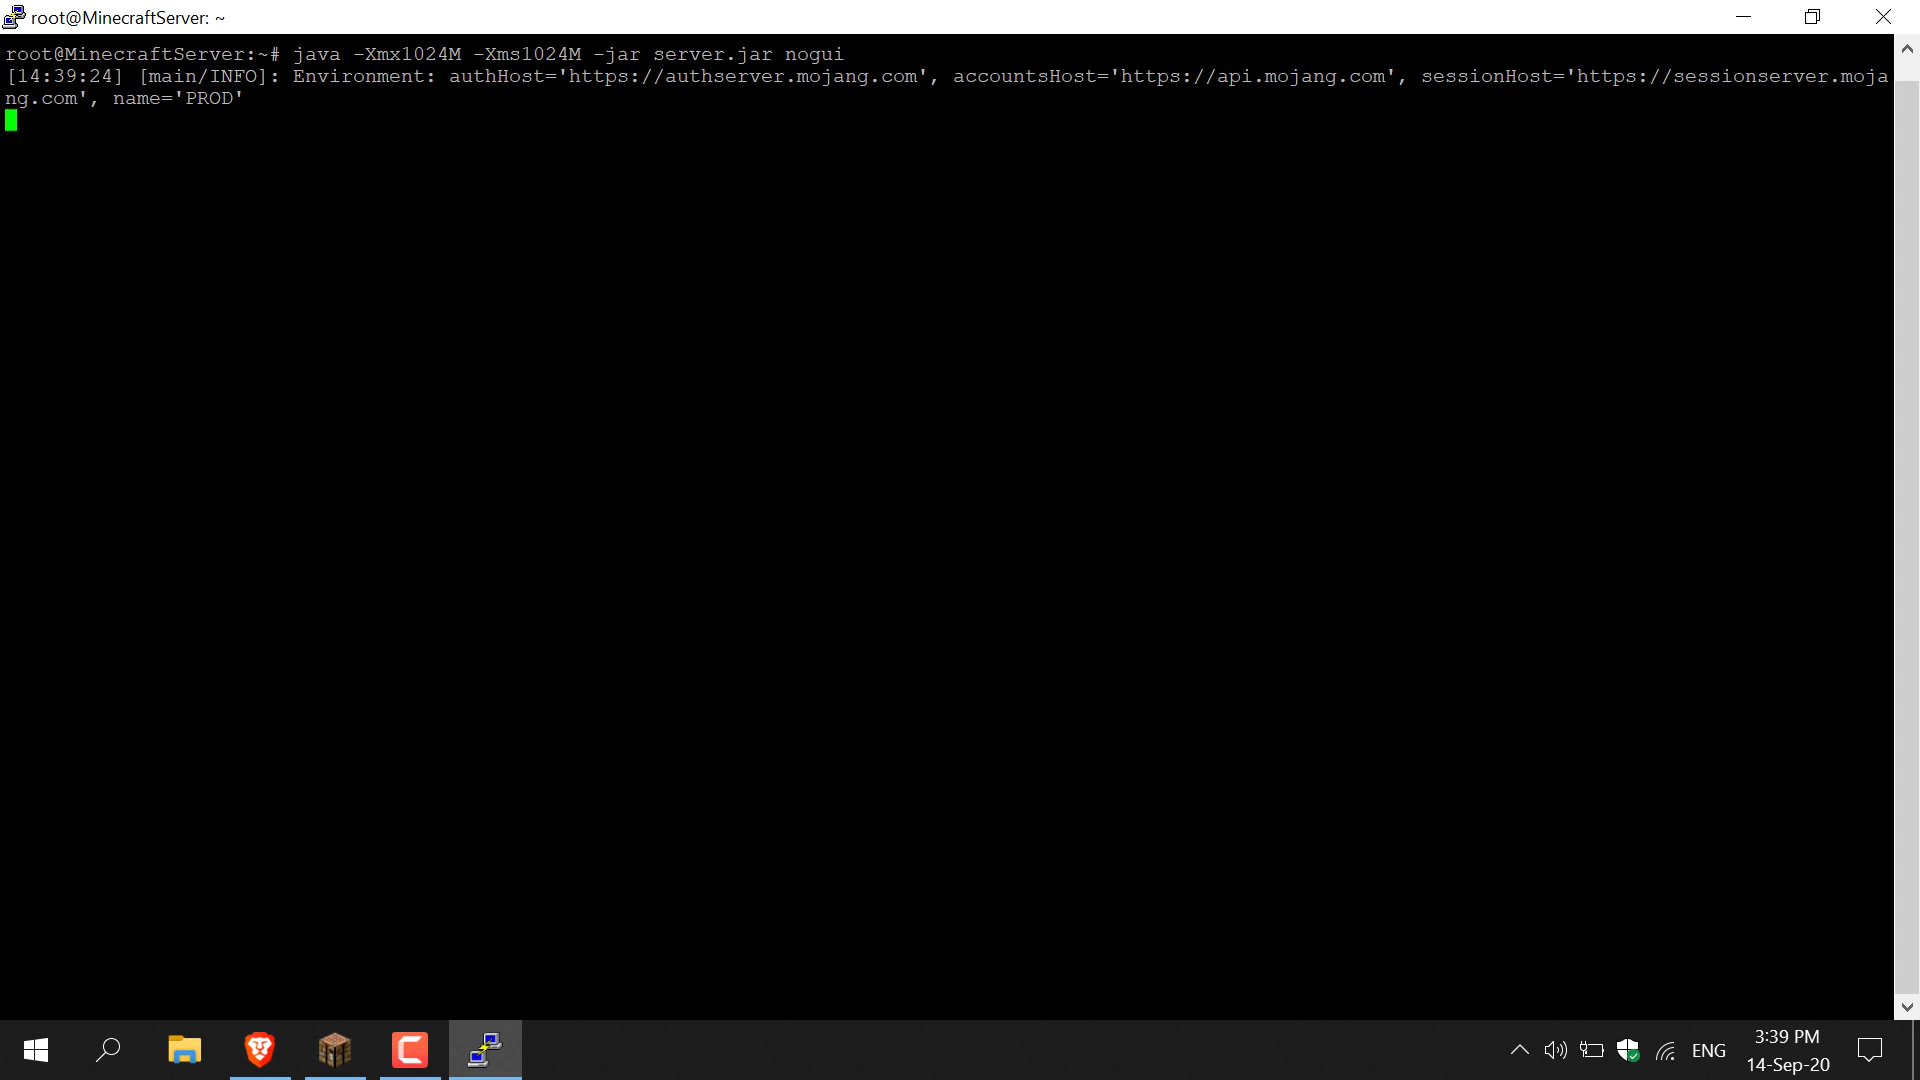 root@MinecraftServer: ~
root@MinecraftServer:~# java -Xmx1024M -Xms1024M -jar server.jar nogui
[14:39:24] [main/INFO]: Environment: authHost='https://authserver.mojang.com', accountsHost='https://api.mojang.com', sessionHost='https://sessionserver.moja
ng.com', name='PROD'
ENG
3:39 PM
14-Sep-20